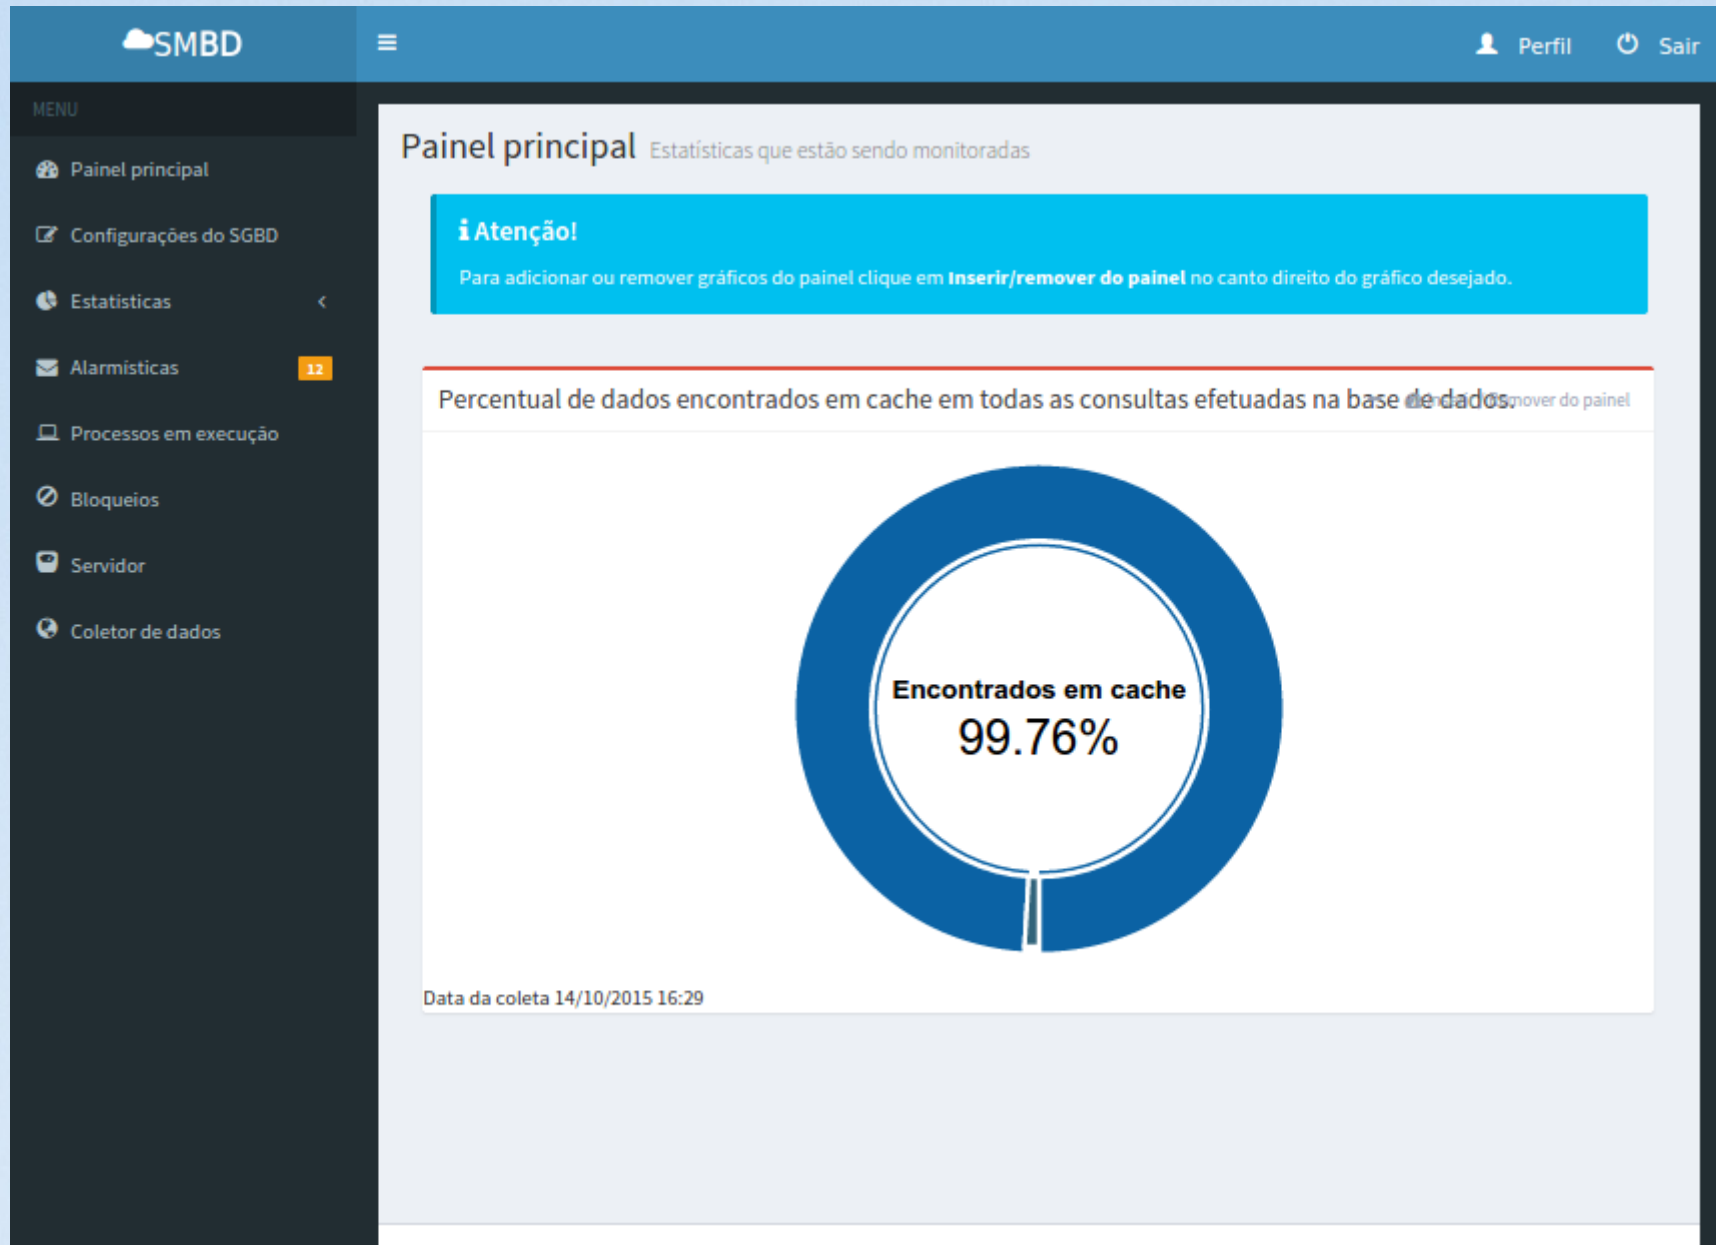 SMBD
Perfil
Sair
MENU
Painel principal
Configurações do SGBD
Estatísticas
Alarmísticas 12
Processos em execução
Bloqueios
Servidor
Coletor de dados
Painel principal Estatísticas que estão sendo monitoradas
Atenção!
Para adicionar ou remover gráficos do painel clique em Inserir/remover do painel no canto direito do gráfico desejado.
Percentual de dados encontrados em cache em todas as consultas efetuadas na base de dados.
Remover do painel
Encontrados em cache
99.76%
Data da coleta 14/10/2015 16:29